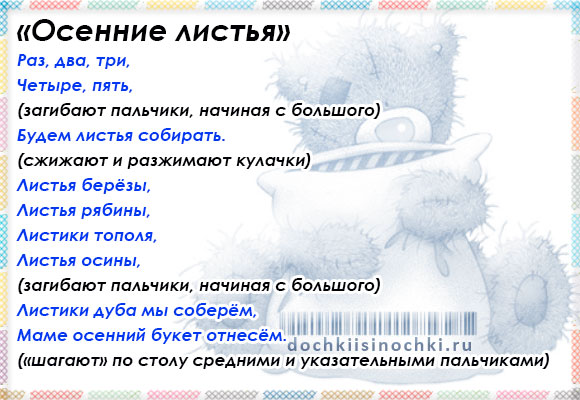 «Осенние листья»
Раз, два, три,
Четыре, пять,
(загибают пальчики, начиная с большого)
Будем листья собирать.
(сжижают и разжимают кулачки)
Листья берёзы,
Листья рябины,
Листики тополя,
Листья осины,
(загибают пальчики, начиная с большого)
Листики дуба мы соберём,
Маме осенний букет отнесём.
dochkiisinochki.ru
(«шагают» по столу средними и указательными пальчиками)